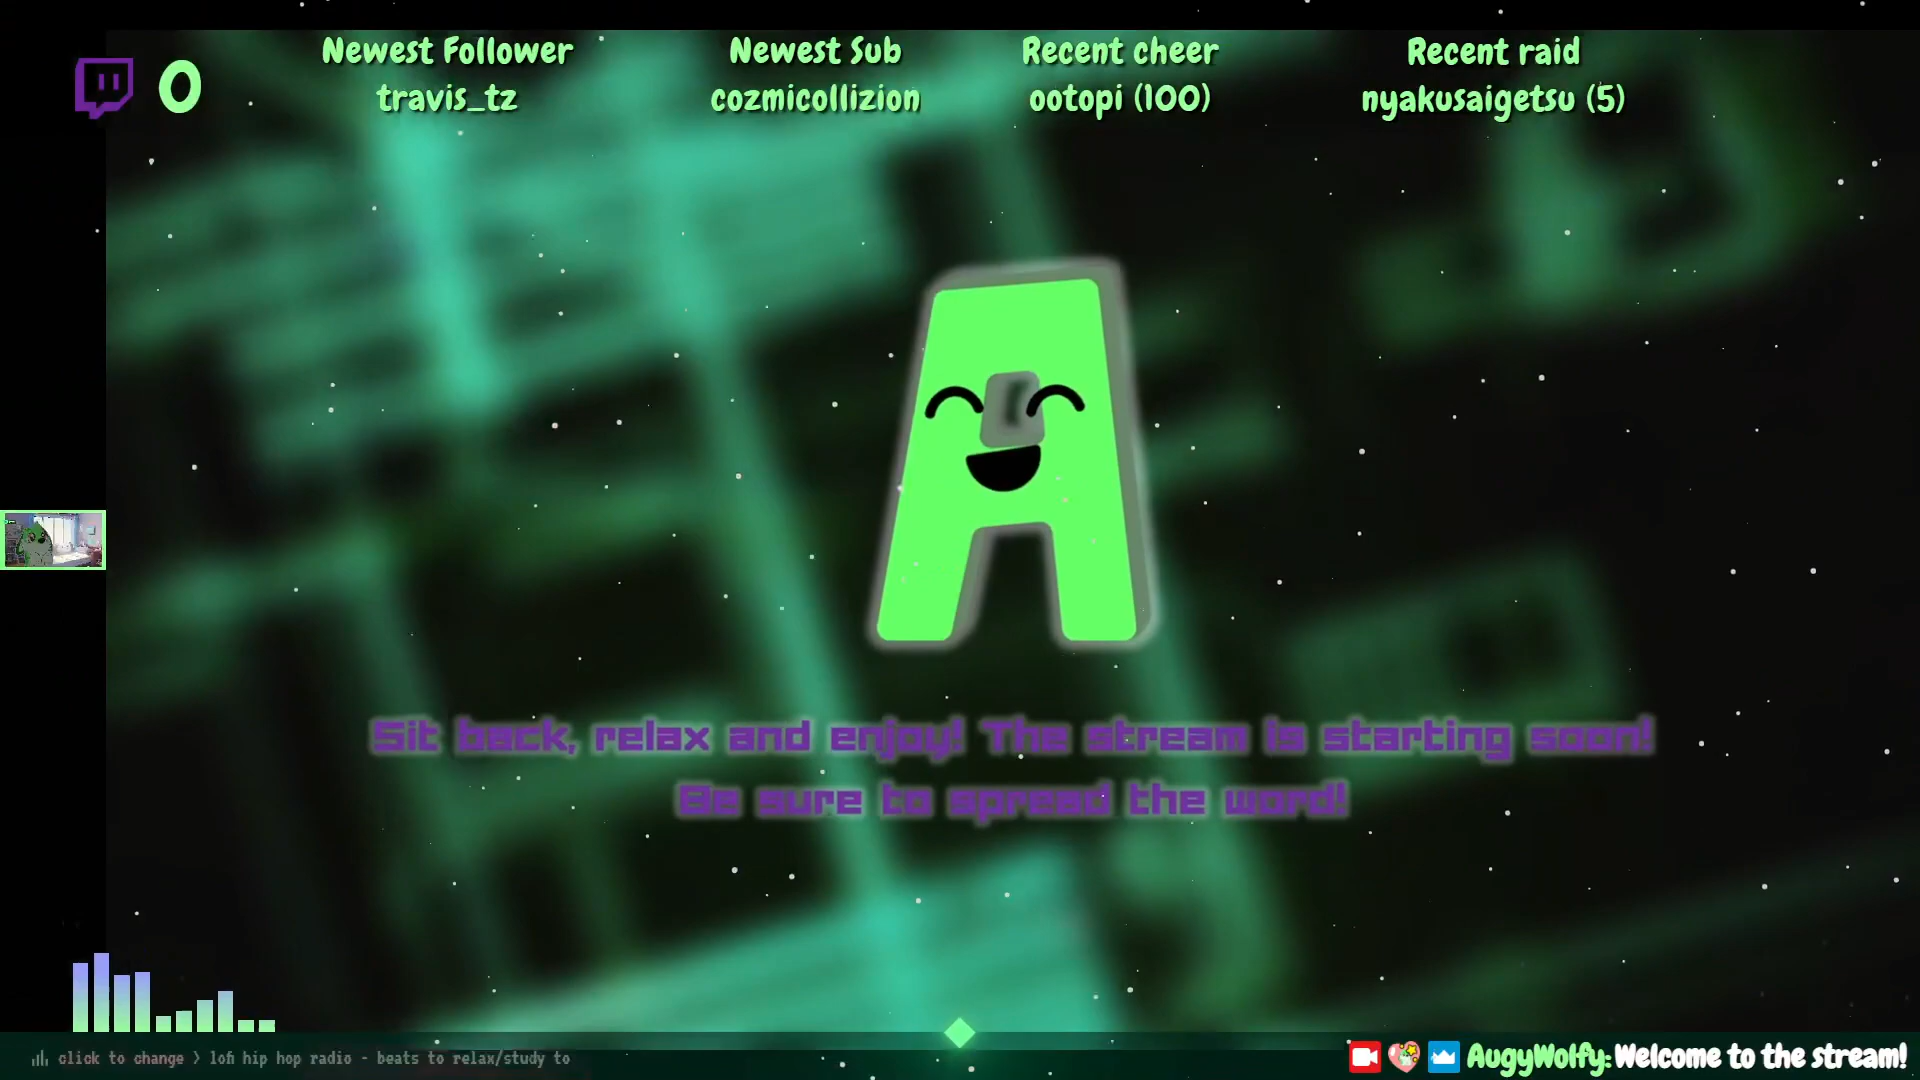 Newest Follower
travis_tz
Newest Sub
cozmicollizion
Recent cheer
ootopi (100)
Recent raid
nyakusaigetsu (5)
0
A
Sit back, relax and enjoy! The stream is starting soon!
Be sure to spread the word!
click to change > lofi hip hop radio - beats to relax/study to
AugyWolfy: Welcome to the stream!